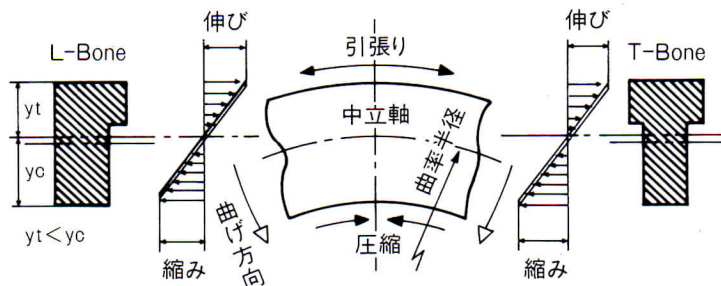 L-Bone
伸び
引張り
伸び
T-Bone
yt
中立軸
曲率半径
yc
曲げ方向
圧縮
yt<yc
縮み
縮み